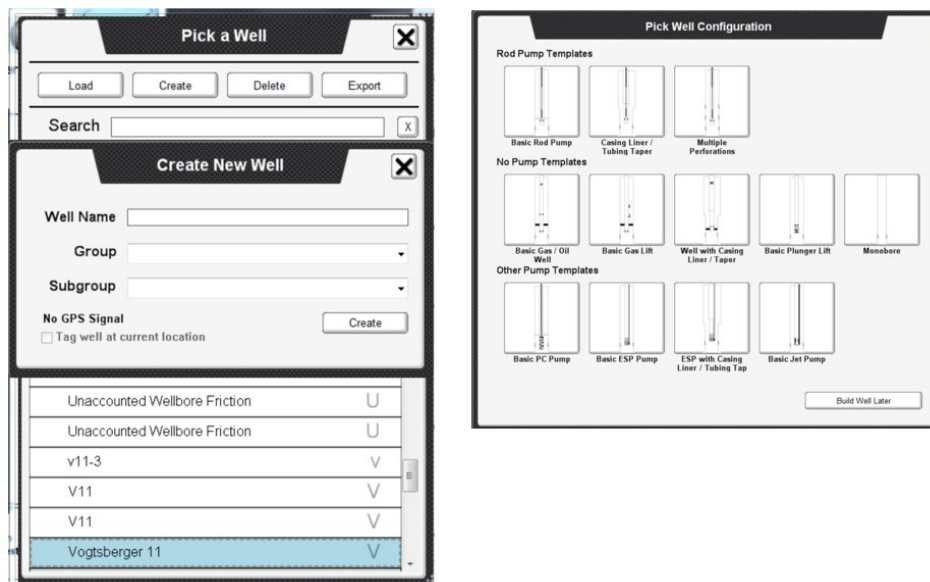 Pick a Well
Load Create Delete Export
Search X
Create New Well
Well Name
Group
Subgroup
No GPS Signal
Tag well at current location
Create
Unaccounted Wellbore Friction U
Unaccounted Wellbore Friction U
v11-3 V
V11 V
V11 V
Vogtsberger 11 V
Pick Well Configuration
Rod Pump Templates
Basic Rod Pump
Casing Liner /
Tubing Taper
Multiple
Perforations
No Pump Templates
Basic Gas / Oil
Well
Basic Gas Lift
Well with Casing
Liner / Taper
Basic Plunger Lift
Monobore
Other Pump Templates
Basic PC Pump
Basic ESP Pump
ESP with Casing
Liner / Tubing Tap
Basic Jet Pump
Build Well Later